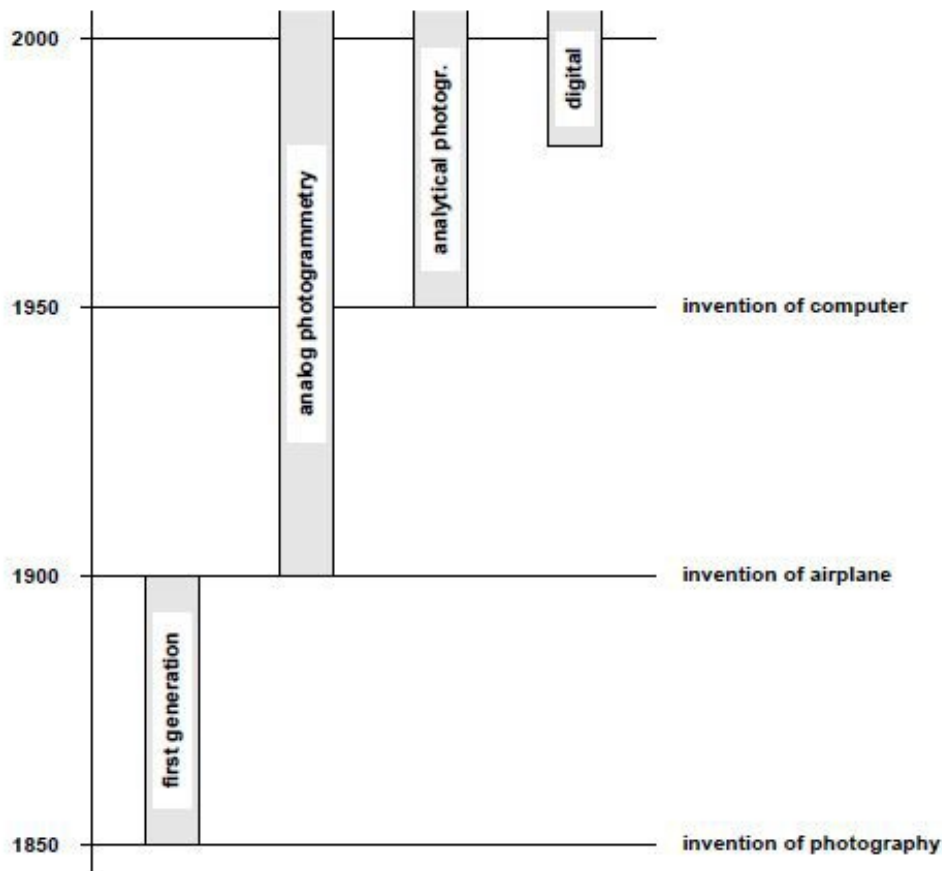 2000
analog photogrammetry
analytical photogr.
digital
1950
invention of computer
1900
invention of airplane
first generation
1850
invention of photography